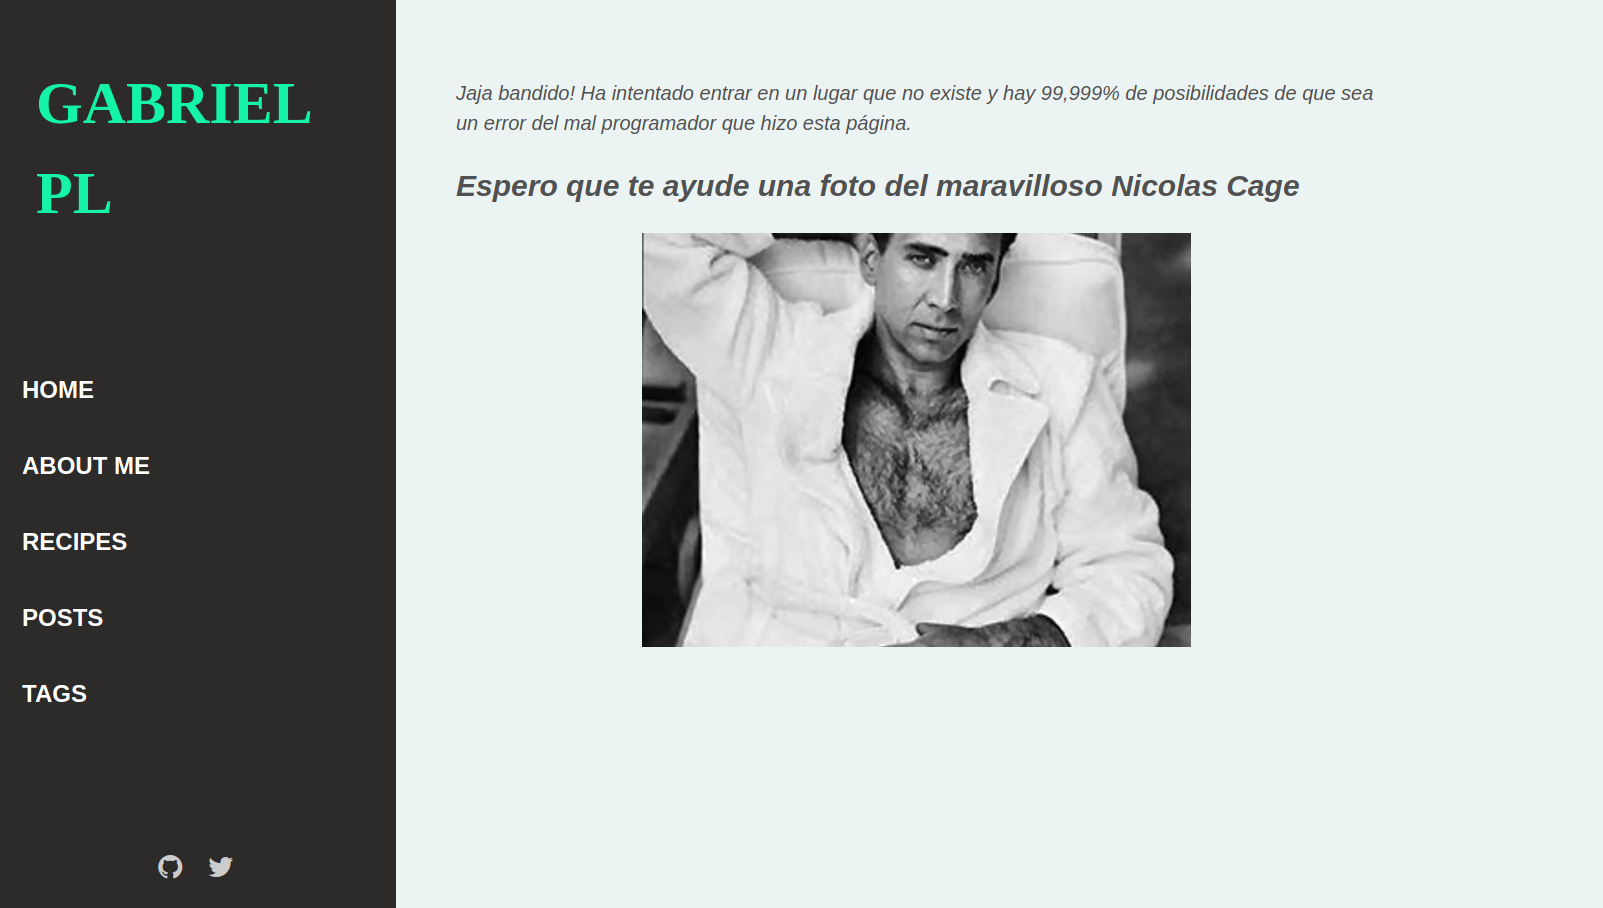 GABRIEL
PL
HOME
ABOUT ME
RECIPES
POSTS
TAGS
Jaja bandido! Ha intentado entrar en un lugar que no existe y hay 99,999% de posibilidades de que sea
un error del mal programador que hizo esta página.
Espero que te ayude una foto del maravilloso Nicolas Cage